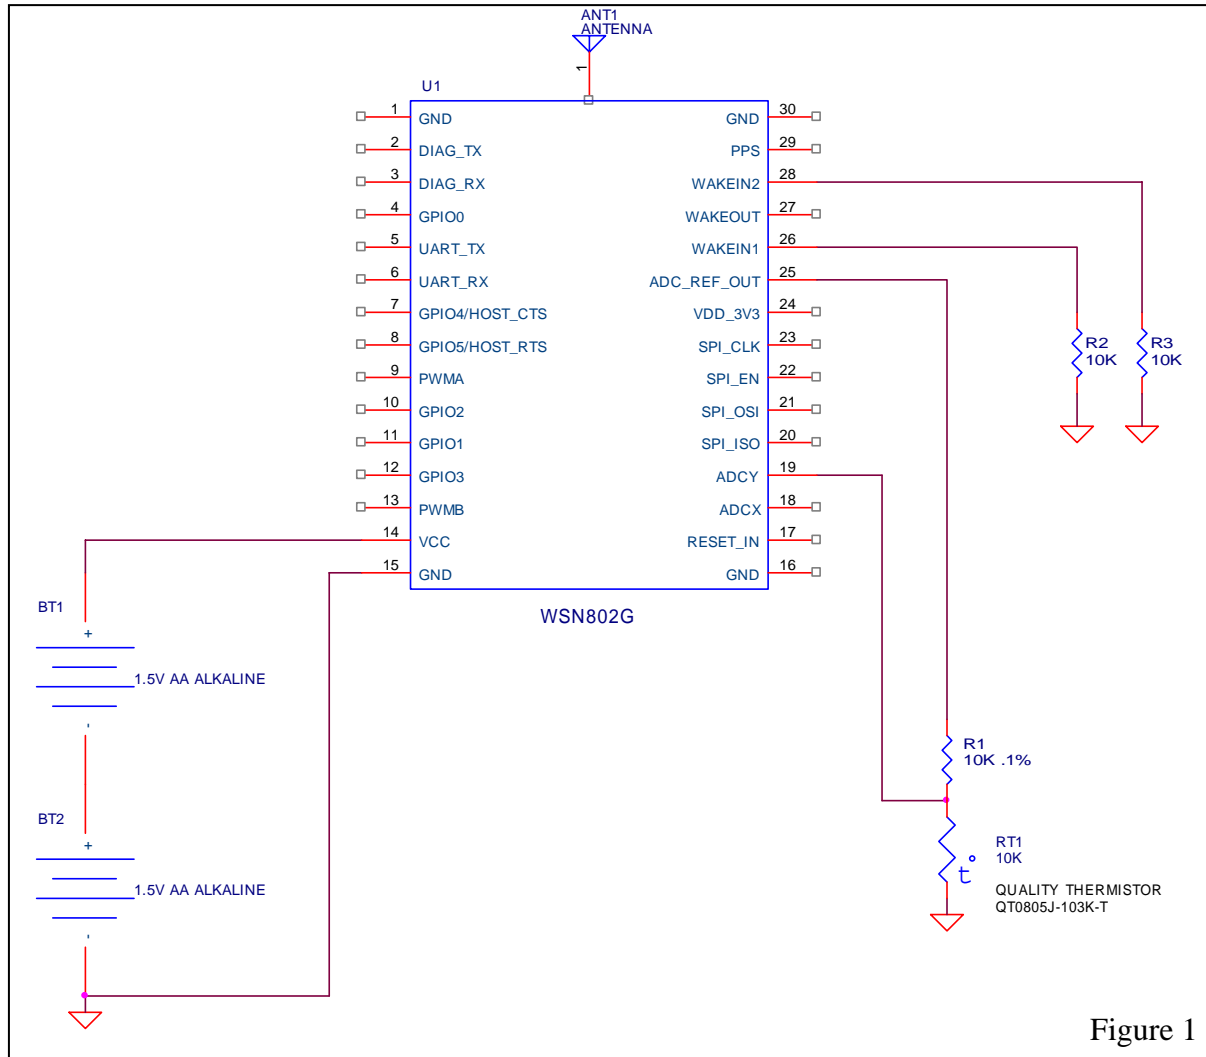 ANT1
ANTENNA
1
U1
1 GND
2 DIAG_TX
3 DIAG_RX
4 GPIO0
5 UART_TX
6 UART_RX
7 GPIO4/HOST_CTS
8 GPIO5/HOST_RTS
9 PWMA
10 GPIO2
11 GPIO1
12 GPIO3
13 PWMB
14 VCC
15 GND
GND 30
PPS 29
WAKEIN2 28
WAKEOUT 27
WAKEIN1 26
ADC_REF_OUT 25
VDD_3V3 24
SPI_CLK 23
SPI_EN 22
SPI_OSI 21
SPI_ISO 20
ADCY 19
ADCX 18
RESET_IN 17
GND 16
WSN802G
R2
10K
R3
10K
BT1
+
1.5V AA ALKALINE
-
BT2
+
1.5V AA ALKALINE
-
R1
10K .1%
RT1
10K
t°
QUALITY THERMISTOR
QT0805J-103K-T
Figure 1